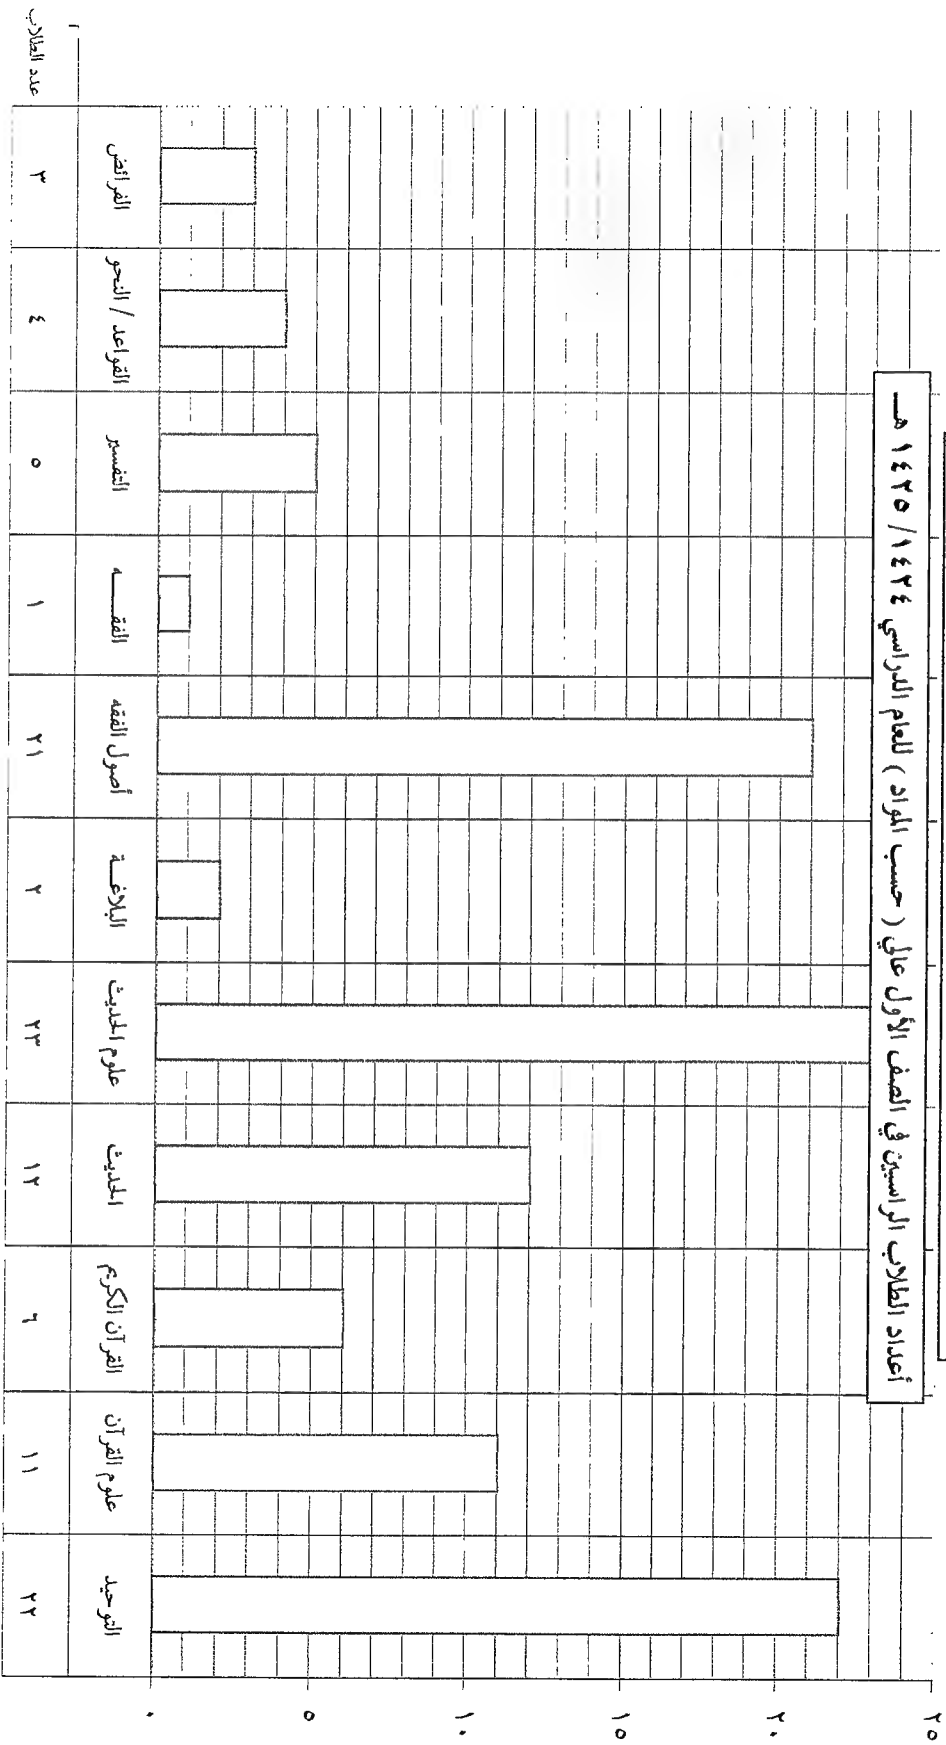 أعداد الطلاب الراسبين في الصف الأول عالي ( حسب المواد ) للعام الدراسي ١٤٢٤ / ١٤٢٥ هـ
٢٥
٢٠
١٥
١٠
٥
٠
التوحيد علوم القرآن القرآن الكريم الحديث علوم الحديث البلاغـة أصول الفقه الفقـــه التفسير القواعد / النحو الفرائض
٢٢ ١١ ٦ ١٢ ٢٣ ٢ ٢١ ١ ٥ ٤ ٣ عدد الطلاب